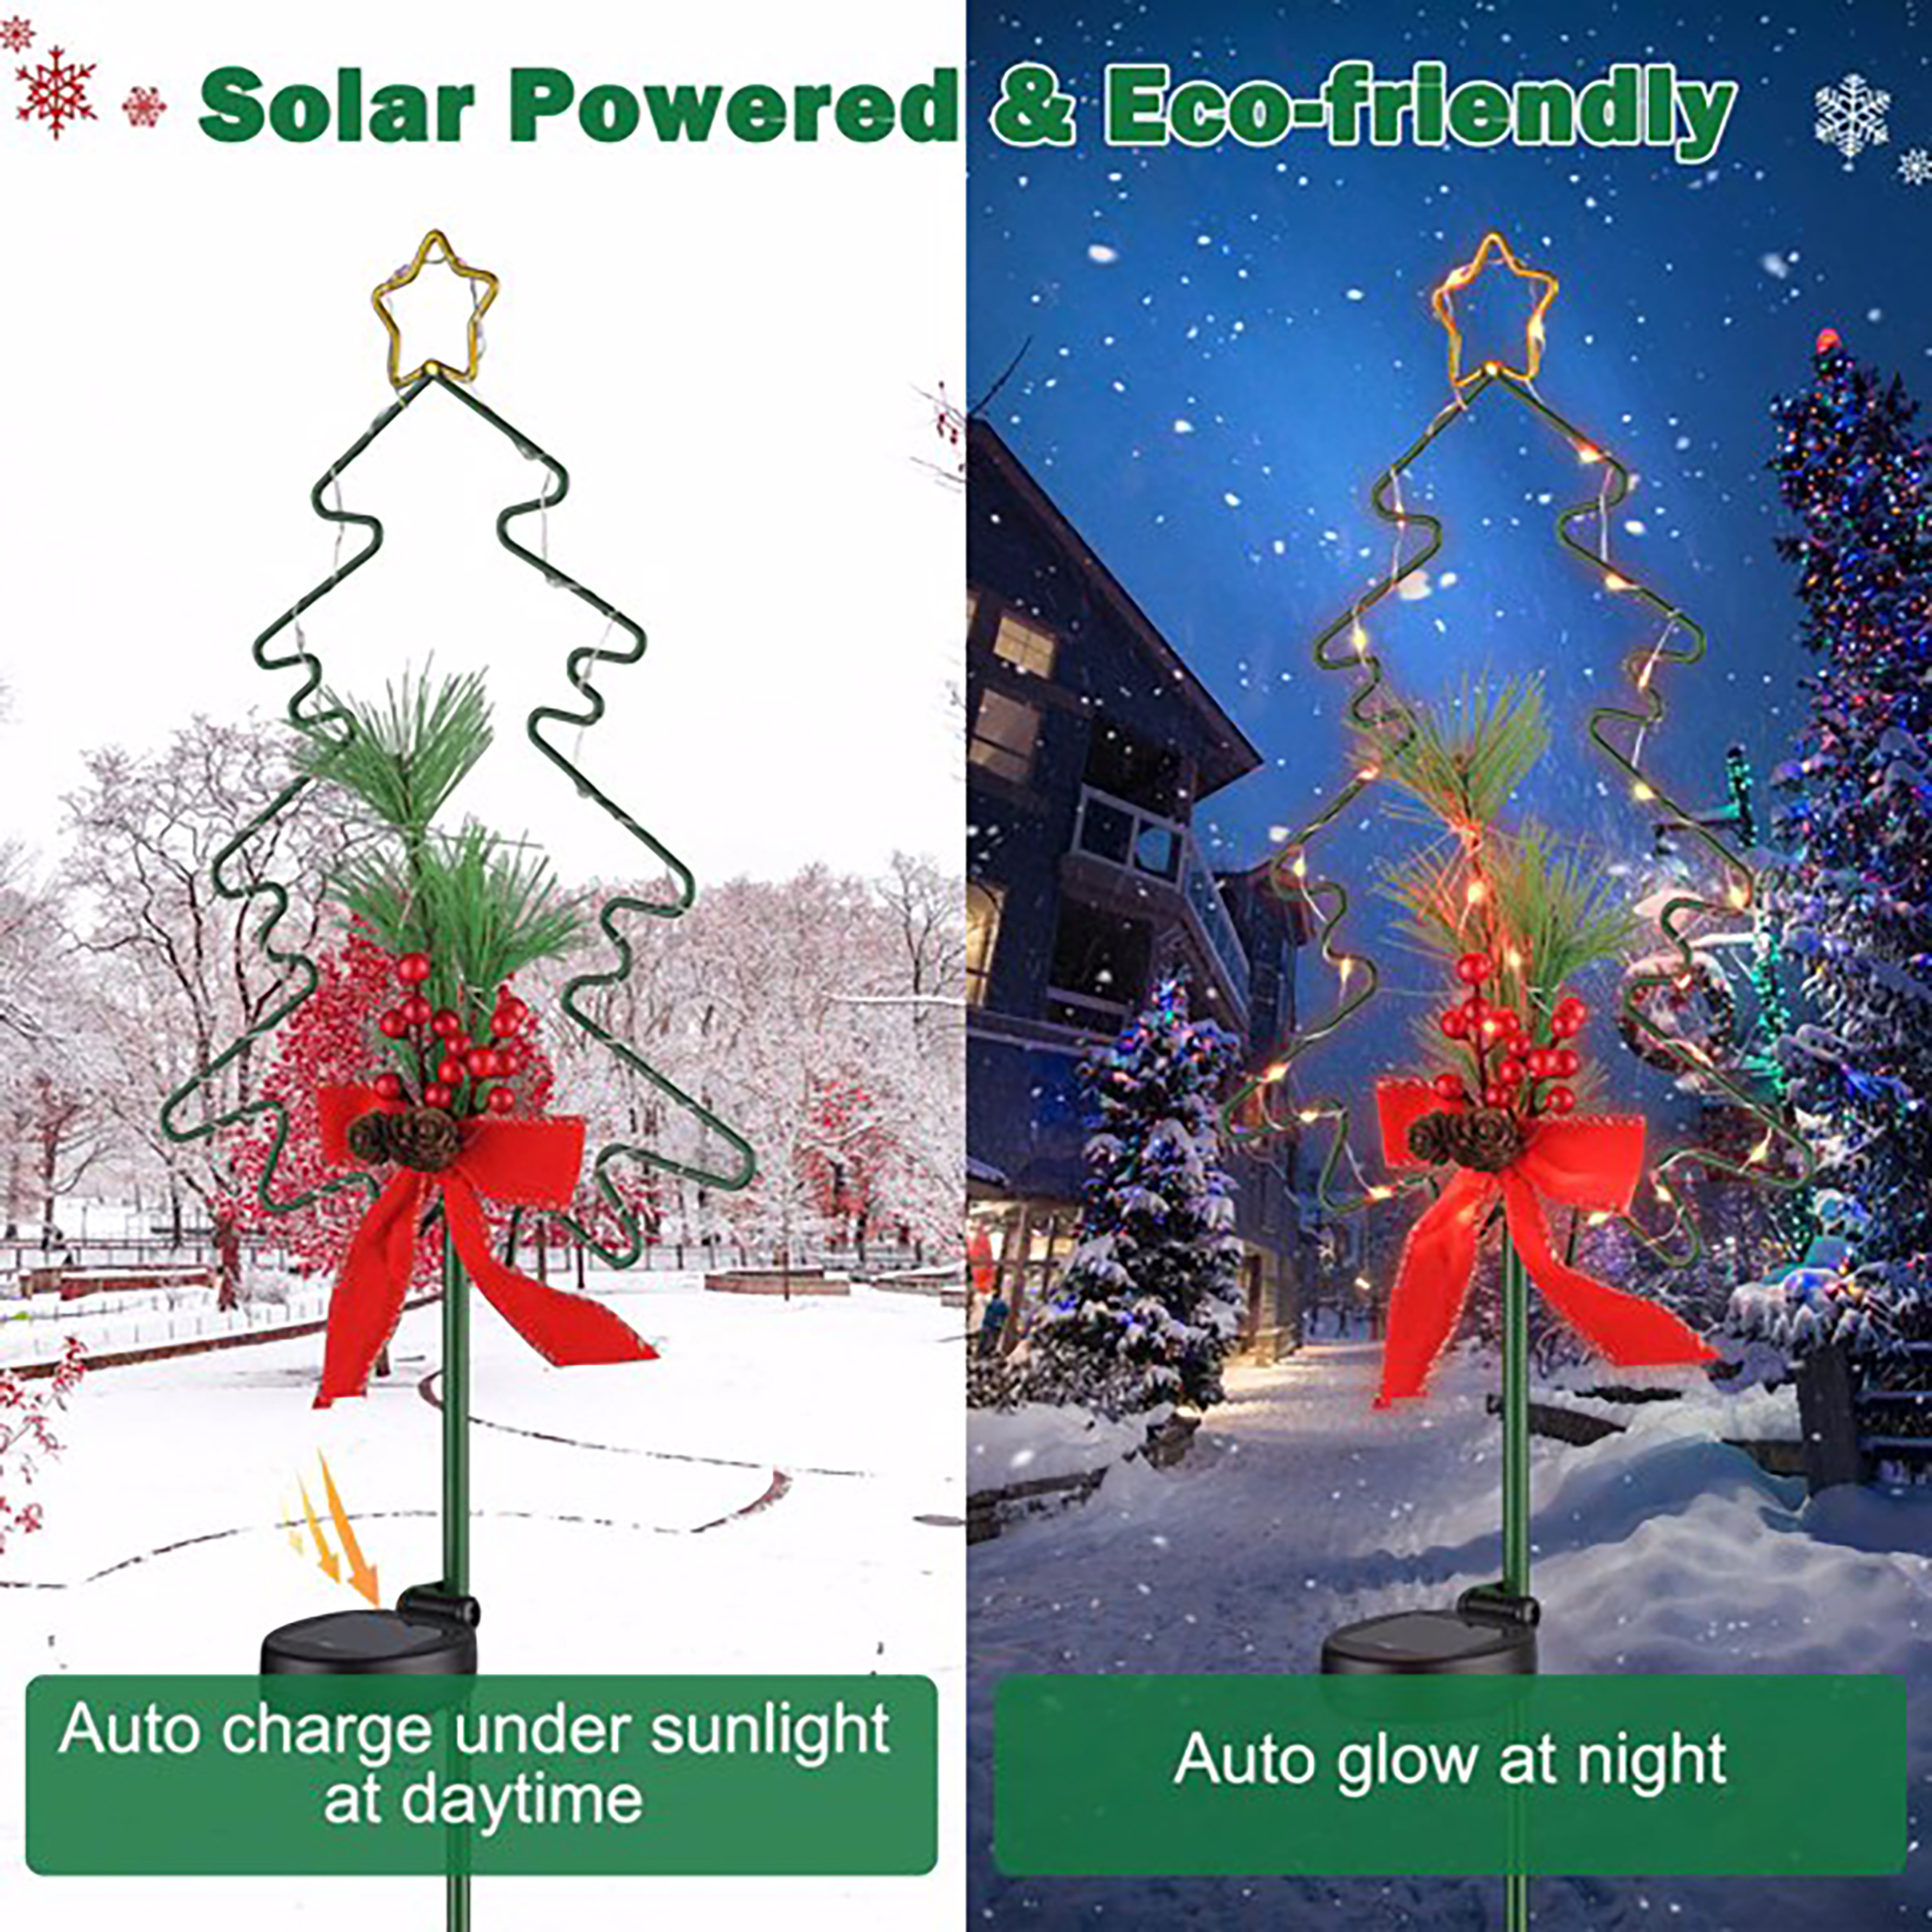 Solar Powered & Eco-friendly
Auto charge under sunlight
at daytime
Auto glow at night